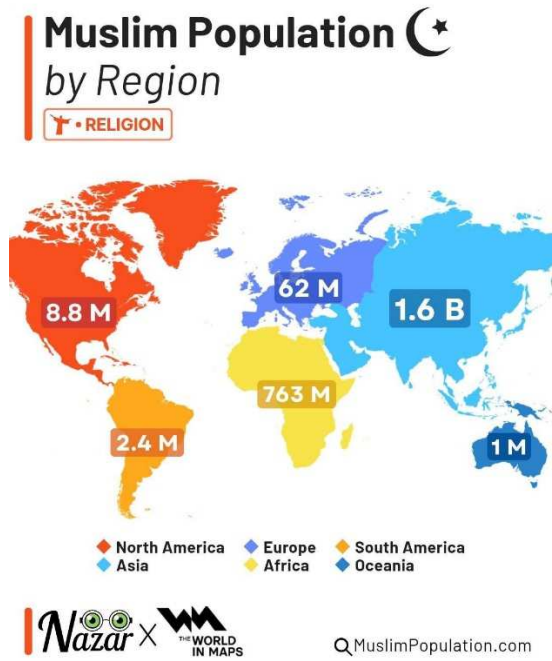 Muslim Population
by Region
• RELIGION
8.8 M
62 M
1.6 B
763 M
2.4 M
1 M
North America
Europe
South America
Asia
Africa
Oceania
Nazar X THE WORLD IN MAPS
MuslimPopulation.com